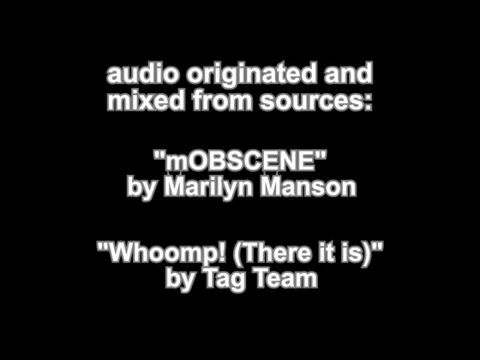 audio originated and
mixed from sources:
"mOBSCENE"
by Marilyn Manson
"Whoomp! (There it is)"
by Tag Team